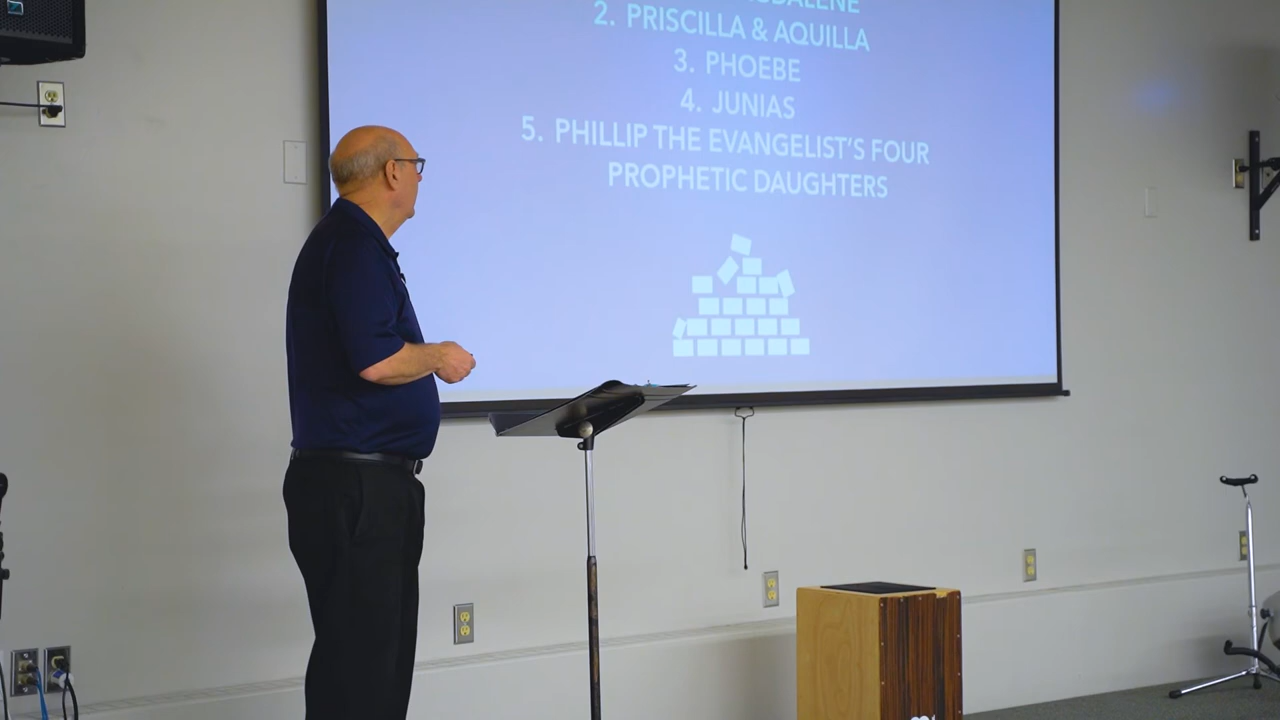 2. PRISCILLA & AQUILLA
3. PHOEBE
4. JUNIAS
5. PHILLIP THE EVANGELIST'S FOUR
PROPHETIC DAUGHTERS